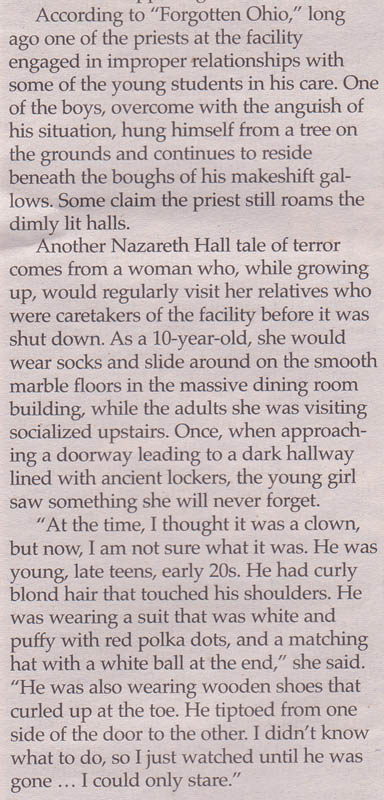 According to “Forgotten Ohio,” long
ago one of the priests at the facility
engaged in improper relationships with
some of the young students in his care. One
of the boys, overcome with the anguish of
his situation, hung himself from a tree on
the grounds and continues to reside
beneath the boughs of his makeshift gal-
lows. Some claim the priest still roams the
dimly lit halls.
Another Nazareth Hall tale of terror
comes from a woman who, while growing
up, would regularly visit her relatives who
were caretakers of the facility before it was
shut down. As a 10-year-old, she would
wear socks and slide around on the smooth
marble floors in the massive dining room
building, while the adults she was visiting
socialized upstairs. Once, when approach-
ing a doorway leading to a dark hallway
lined with ancient lockers, the young girl
saw something she will never forget.
“At the time, I thought it was a clown,
but now, I am not sure what it was. He was
young, late teens, early 20s. He had curly
blond hair that touched his shoulders. He
was wearing a suit that was white and
puffy with red polka dots, and a matching
hat with a white ball at the end,” she said.
“He was also wearing wooden shoes that
curled up at the toe. He tiptoed from one
side of the door to the other. I didn’t know
what to do, so I just watched until he was
gone … I could only stare.”